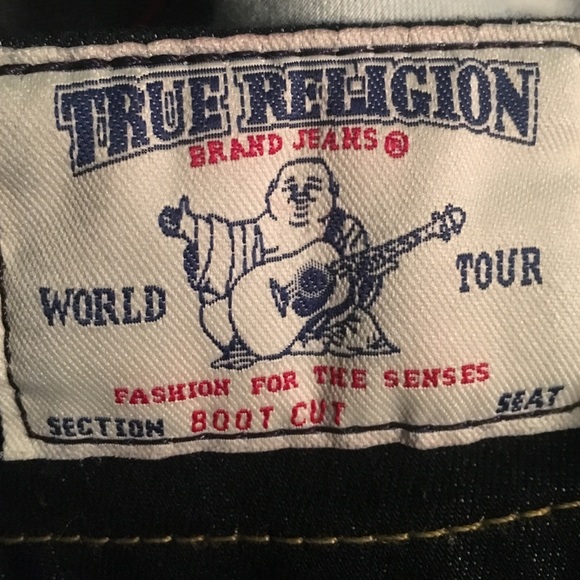 TRUE RELIGION
BRAND JEANS®
WORLD TOUR
FASHION FOR THE SENSES
SECTION BOOT CUT SEAT